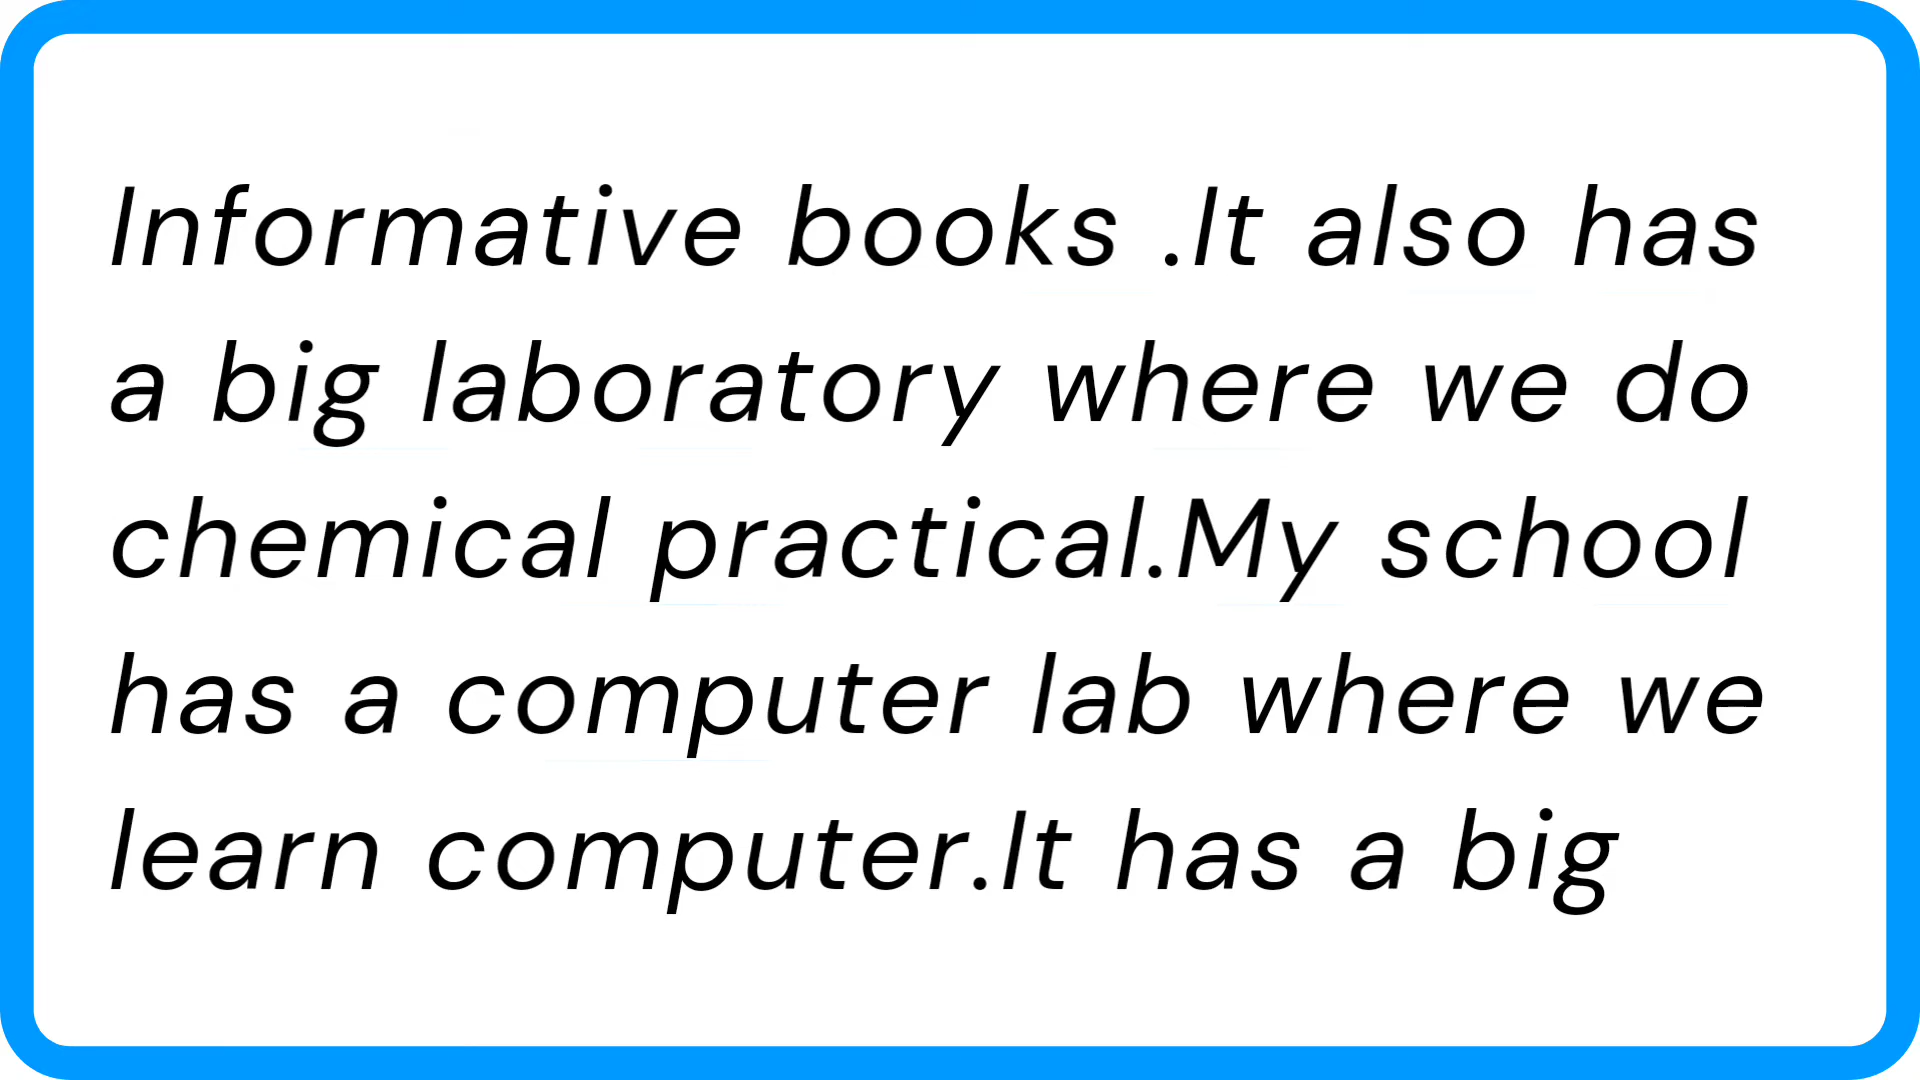 Informative books .It also has
a big laboratory where we do
chemical practical.My school
has a computer lab where we
learn computer.It has a big